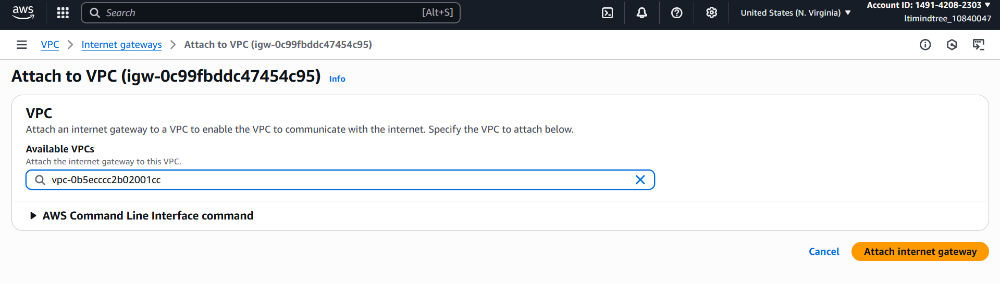 aws
Search [Alt+S]
United States (N. Virginia)
Account ID: 1491-4208-2303
ltimindtree_10840047
VPC
Internet gateways
Attach to VPC (igw-0c99fbddc47454c95)
Attach to VPC (igw-0c99fbddc47454c95) Info
VPC
Attach an internet gateway to a VPC to enable the VPC to communicate with the internet. Specify the VPC to attach below.
Available VPCs
Attach the internet gateway to this VPC.
vpc-0b5ecccc2b02001cc
AWS Command Line Interface command
Cancel
Attach internet gateway